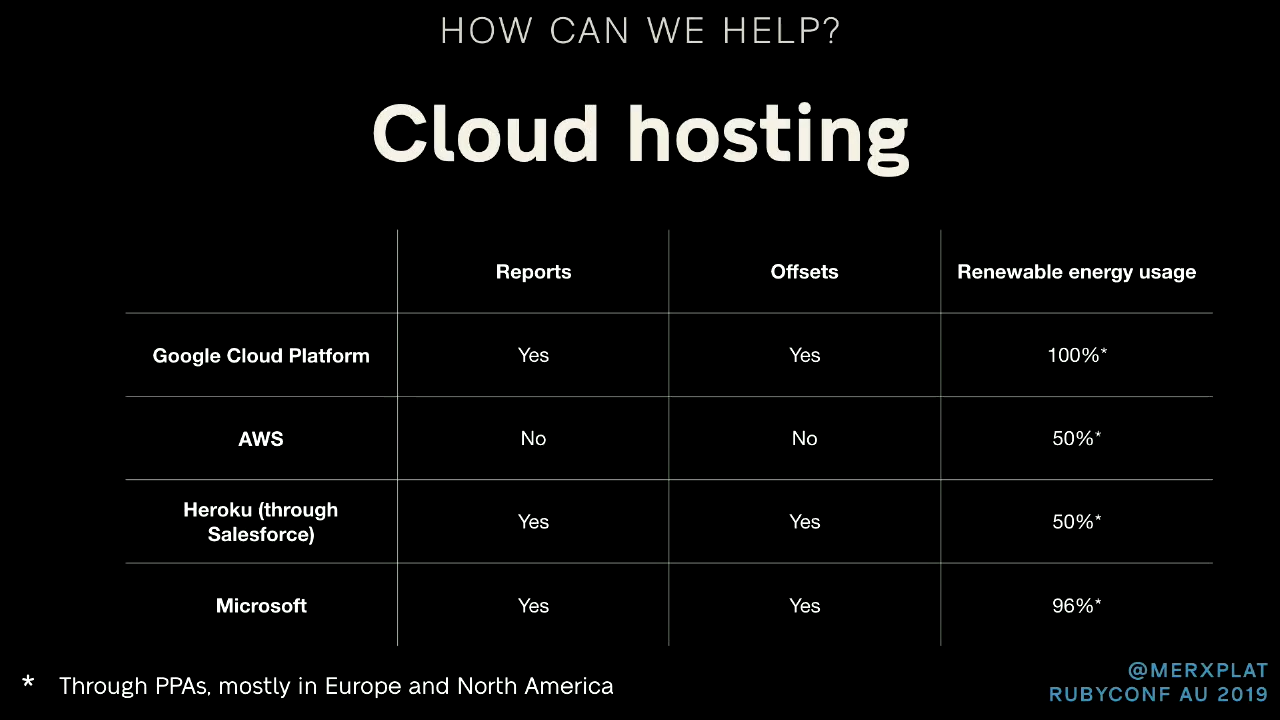 HOW CAN WE HELP?
Cloud hosting
Reports Offsets Renewable energy usage
Google Cloud Platform Yes Yes 100%*
AWS No No 50%*
Heroku (through
Salesforce) Yes Yes 50%*
Microsoft Yes Yes 96%*
* Through PPAs, mostly in Europe and North America
@MERXPLAT
RUBYCONF AU 2019